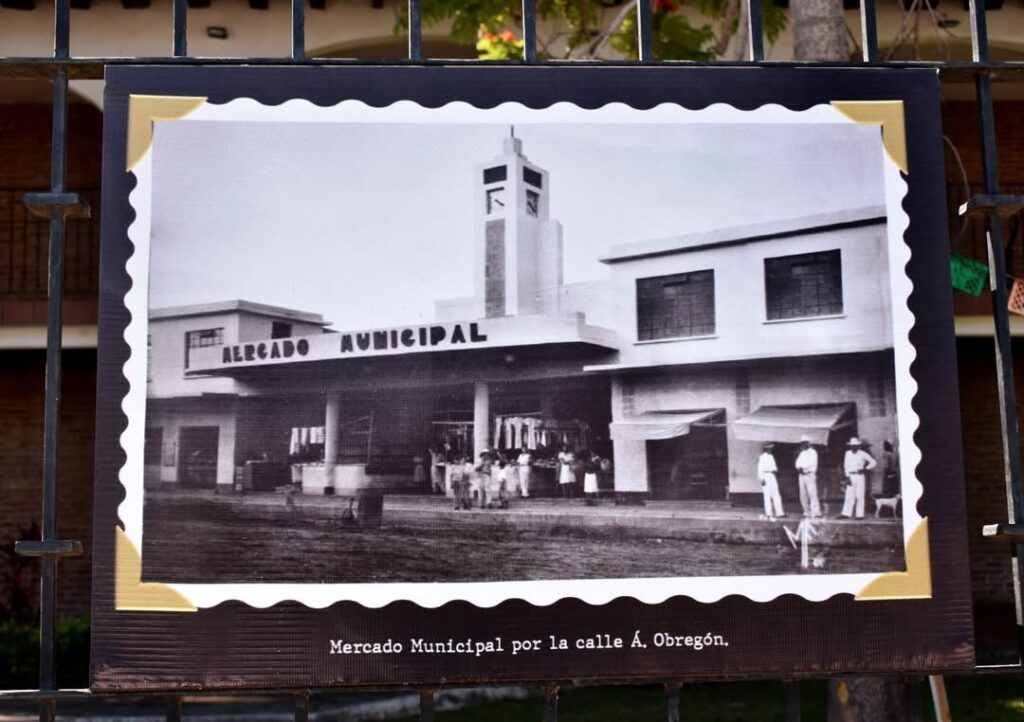 MERCADO MUNICIPAL
Mercado Municipal por la calle Á. Obregón.